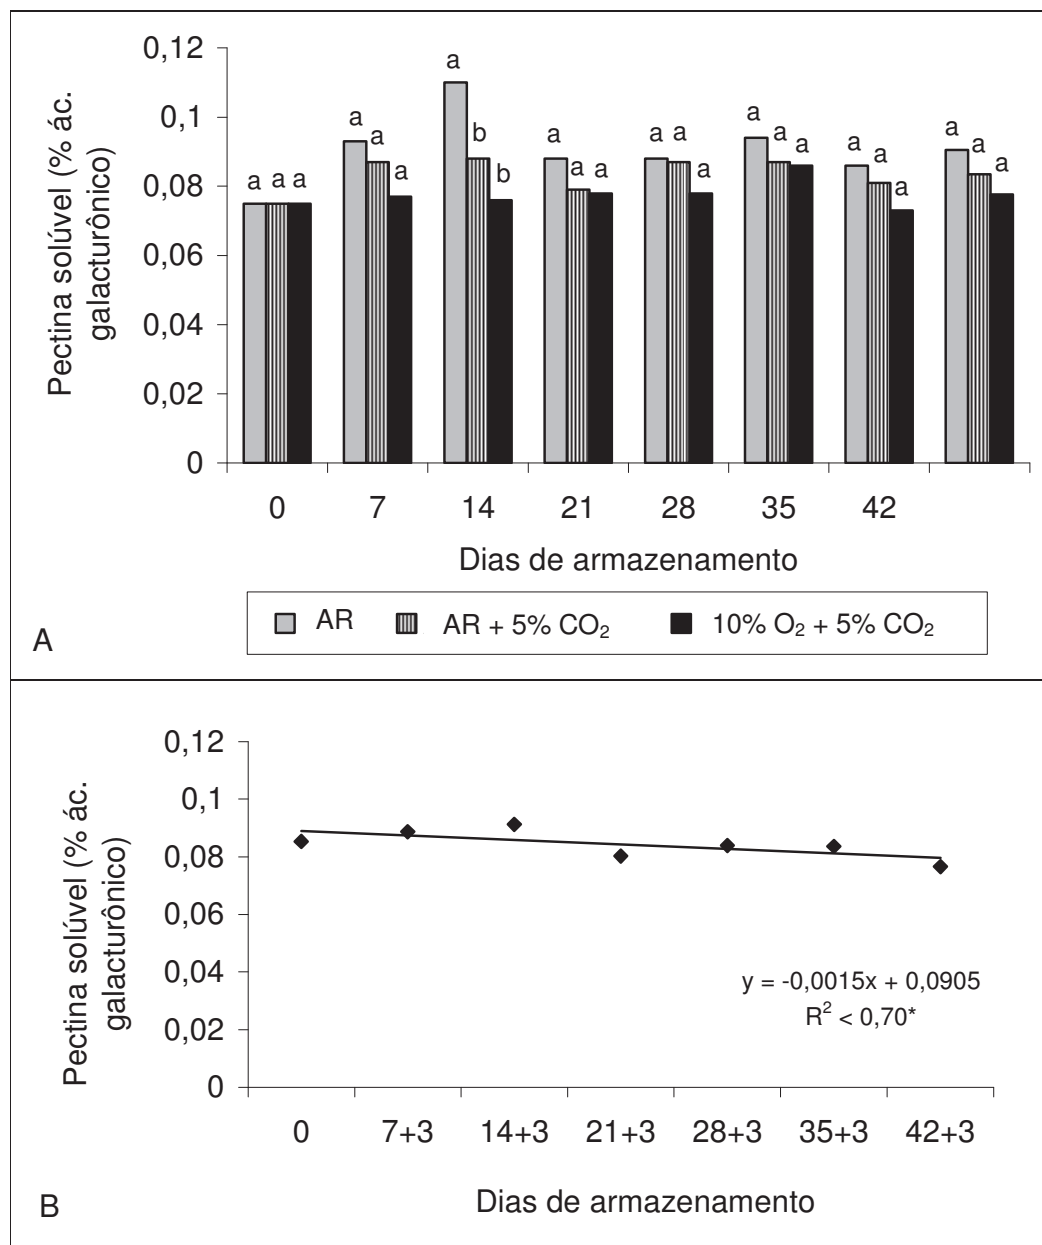 0,12
0,1
0,08
0,06
0,04
0,02
0
Pectina solúvel (% ác.
galacturônico)
a a a
a a a
a b b
a a a
a a a
a a a
a a a
a a a
0 7 14 21 28 35 42
Dias de armazenamento
AR AR + 5% CO₂ 10% O₂ + 5% CO₂
A
0,12
0,1
0,08
0,06
0,04
0,02
0
Pectina solúvel (% ác.
galacturônico)
y = -0,0015x + 0,0905
R² < 0,70*
0 7+3 14+3 21+3 28+3 35+3 42+3
Dias de armazenamento
B